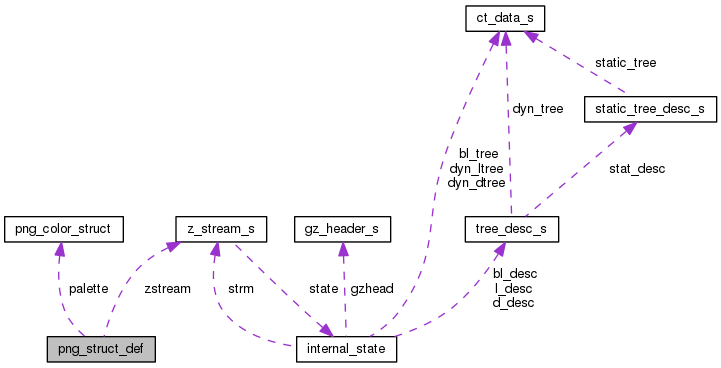 ct_data_s
static_tree
static_tree_desc_s
dyn_tree
bl_tree
dyn_ltree
dyn_dtree
stat_desc
png_color_struct
z_stream_s
gz_header_s
tree_desc_s
palette
zstream
strm
state
gzhead
bl_desc
l_desc
d_desc
png_struct_def
internal_state